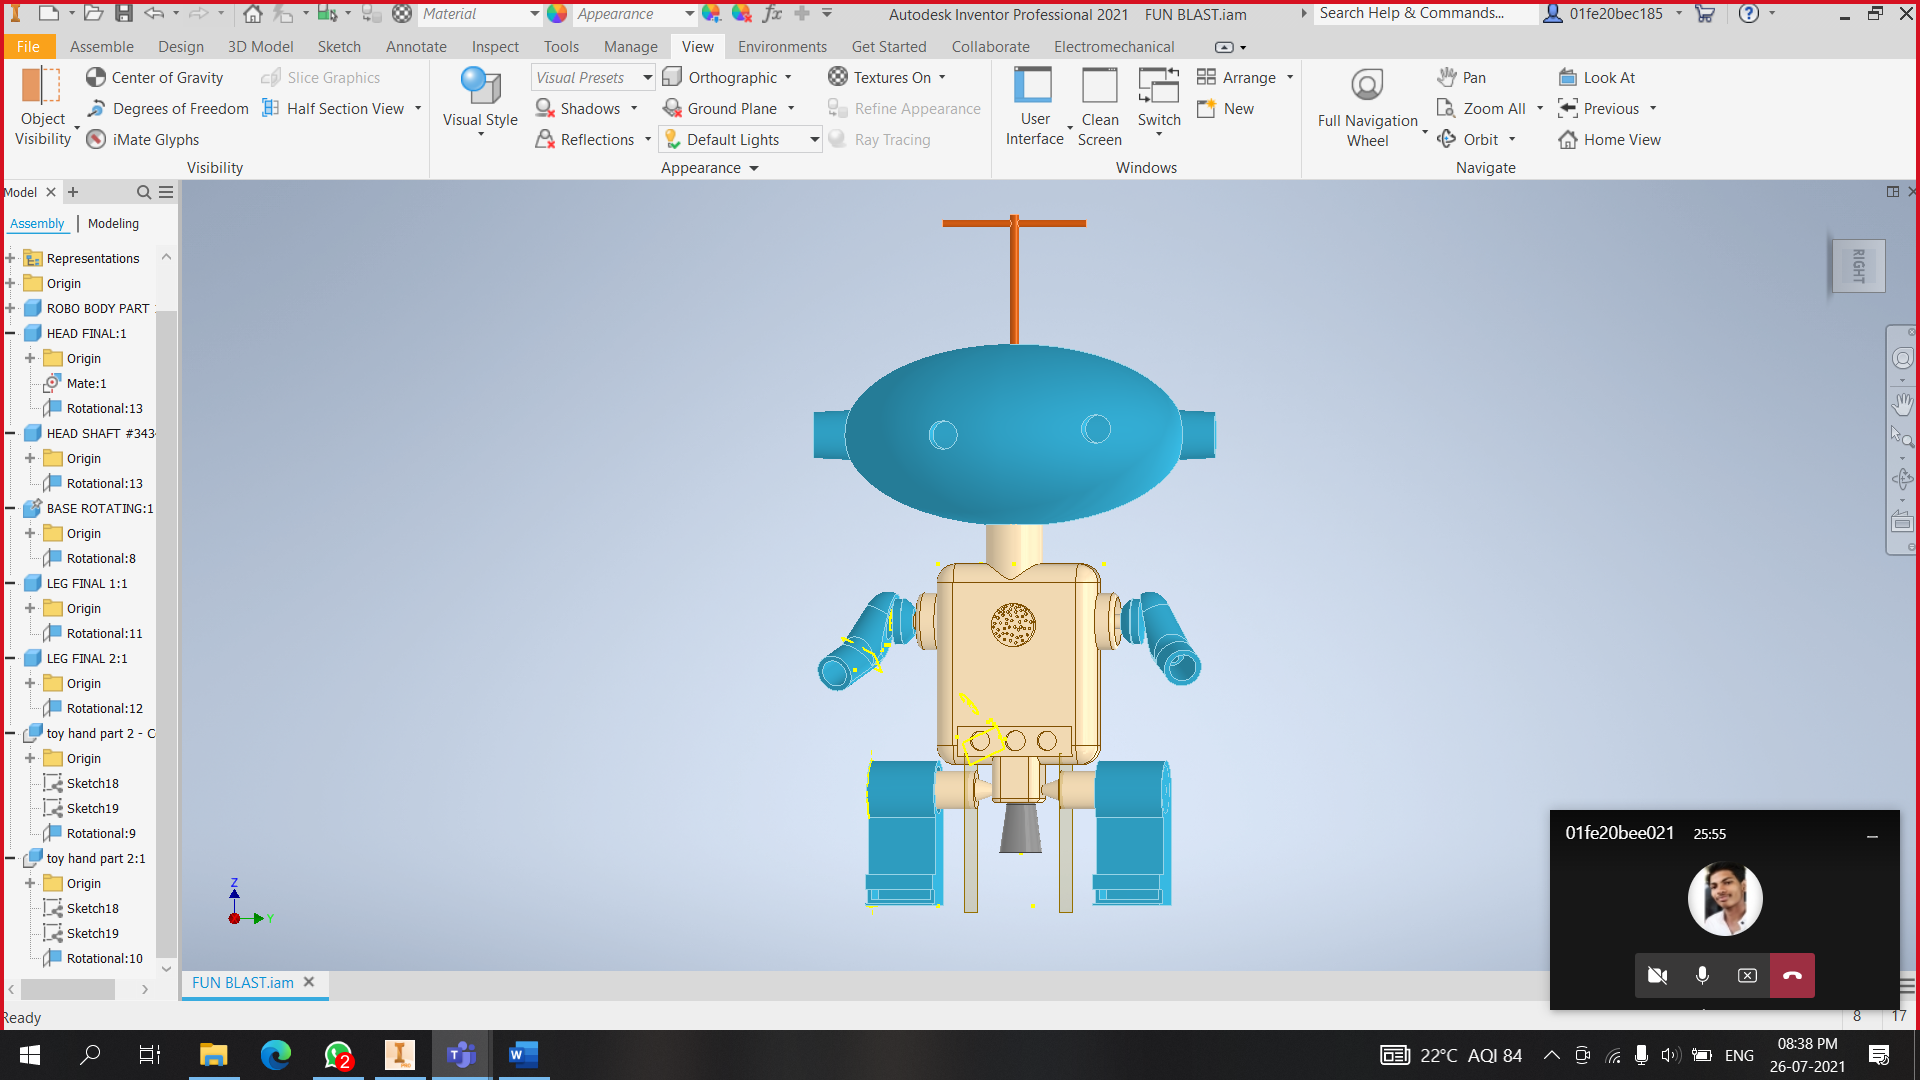 Material
Appearance
Autodesk Inventor Professional 2021 FUN BLAST.iam
Search Help & Commands...
01fe20bec185
File Assemble Design 3D Model Sketch Annotate Inspect Tools Manage View Environments Get Started Collaborate Electromechanical
Object Visibility
Center of Gravity
Degrees of Freedom
iMate Glyphs
Slice Graphics
Half Section View
Visibility
Visual Style
Visual Presets
Shadows
Reflections
Orthographic
Ground Plane
Default Lights
Textures On
Refine Appearance
Ray Tracing
Appearance
User Interface
Clean Screen
Switch
Arrange
New
Windows
Full Navigation Wheel
Pan
Zoom All
Orbit
Look At
Previous
Home View
Navigate
Model
Assembly | Modeling
Representations
Origin
ROBO BODY PART
HEAD FINAL:1
Origin
Mate:1
Rotational:13
HEAD SHAFT #343
Origin
Rotational:13
BASE ROTATING:1
Origin
Rotational:8
LEG FINAL 1:1
Origin
Rotational:11
LEG FINAL 2:1
Origin
Rotational:12
toy hand part 2 - C
Origin
Sketch18
Sketch19
Rotational:9
toy hand part 2:1
Origin
Sketch18
Sketch19
Rotational:10
RIGHT
Z
Y
01fe20bee021 25:55
FUN BLAST.iam
Ready
8 17
2
PRO
22°C AQI 84
ENG
08:38 PM
26-07-2021